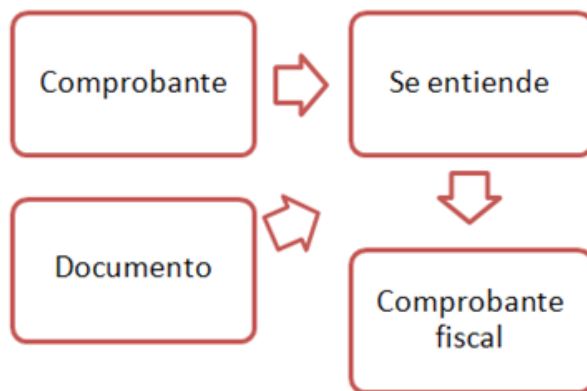 Comprobante
Se entiende
Documento
Comprobante
fiscal